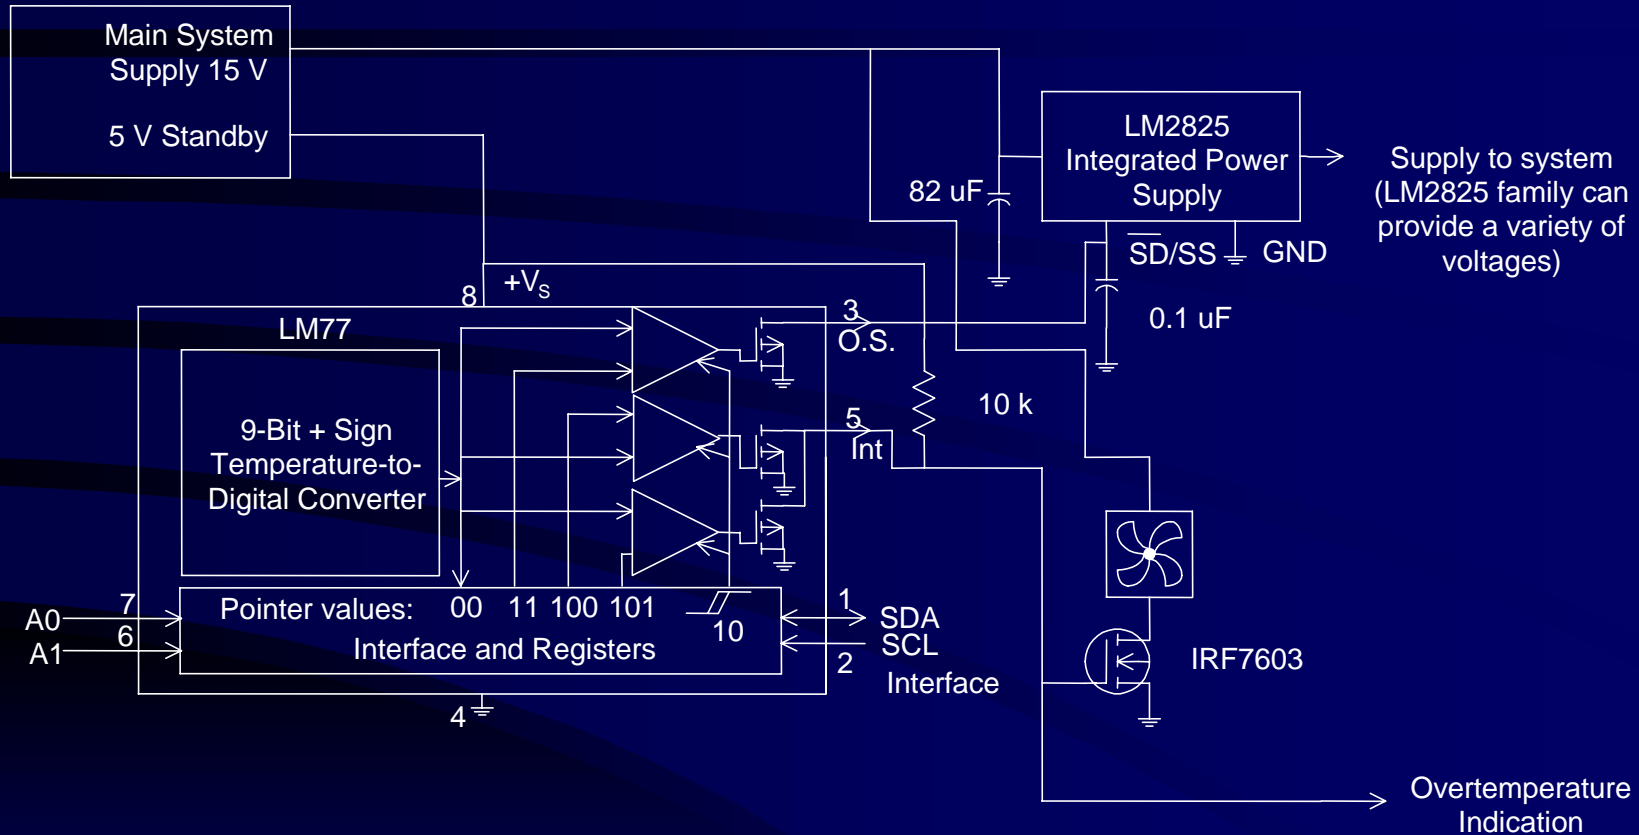 Main System
Supply 15 V
5 V Standby
LM2825
Integrated Power
Supply
Supply to system
(LM2825 family can
provide a variety of
voltages)
82 uF
SD/SS
GND
0.1 uF
8
+VS
LM77
3
O.S.
10 k
5
Int
9-Bit + Sign
Temperature-to-
Digital Converter
Pointer values: 00 11 100 101
10
Interface and Registers
A0
7
A1
6
1
SDA
SCL
2
Interface
4
IRF7603
Overtemperature
Indication